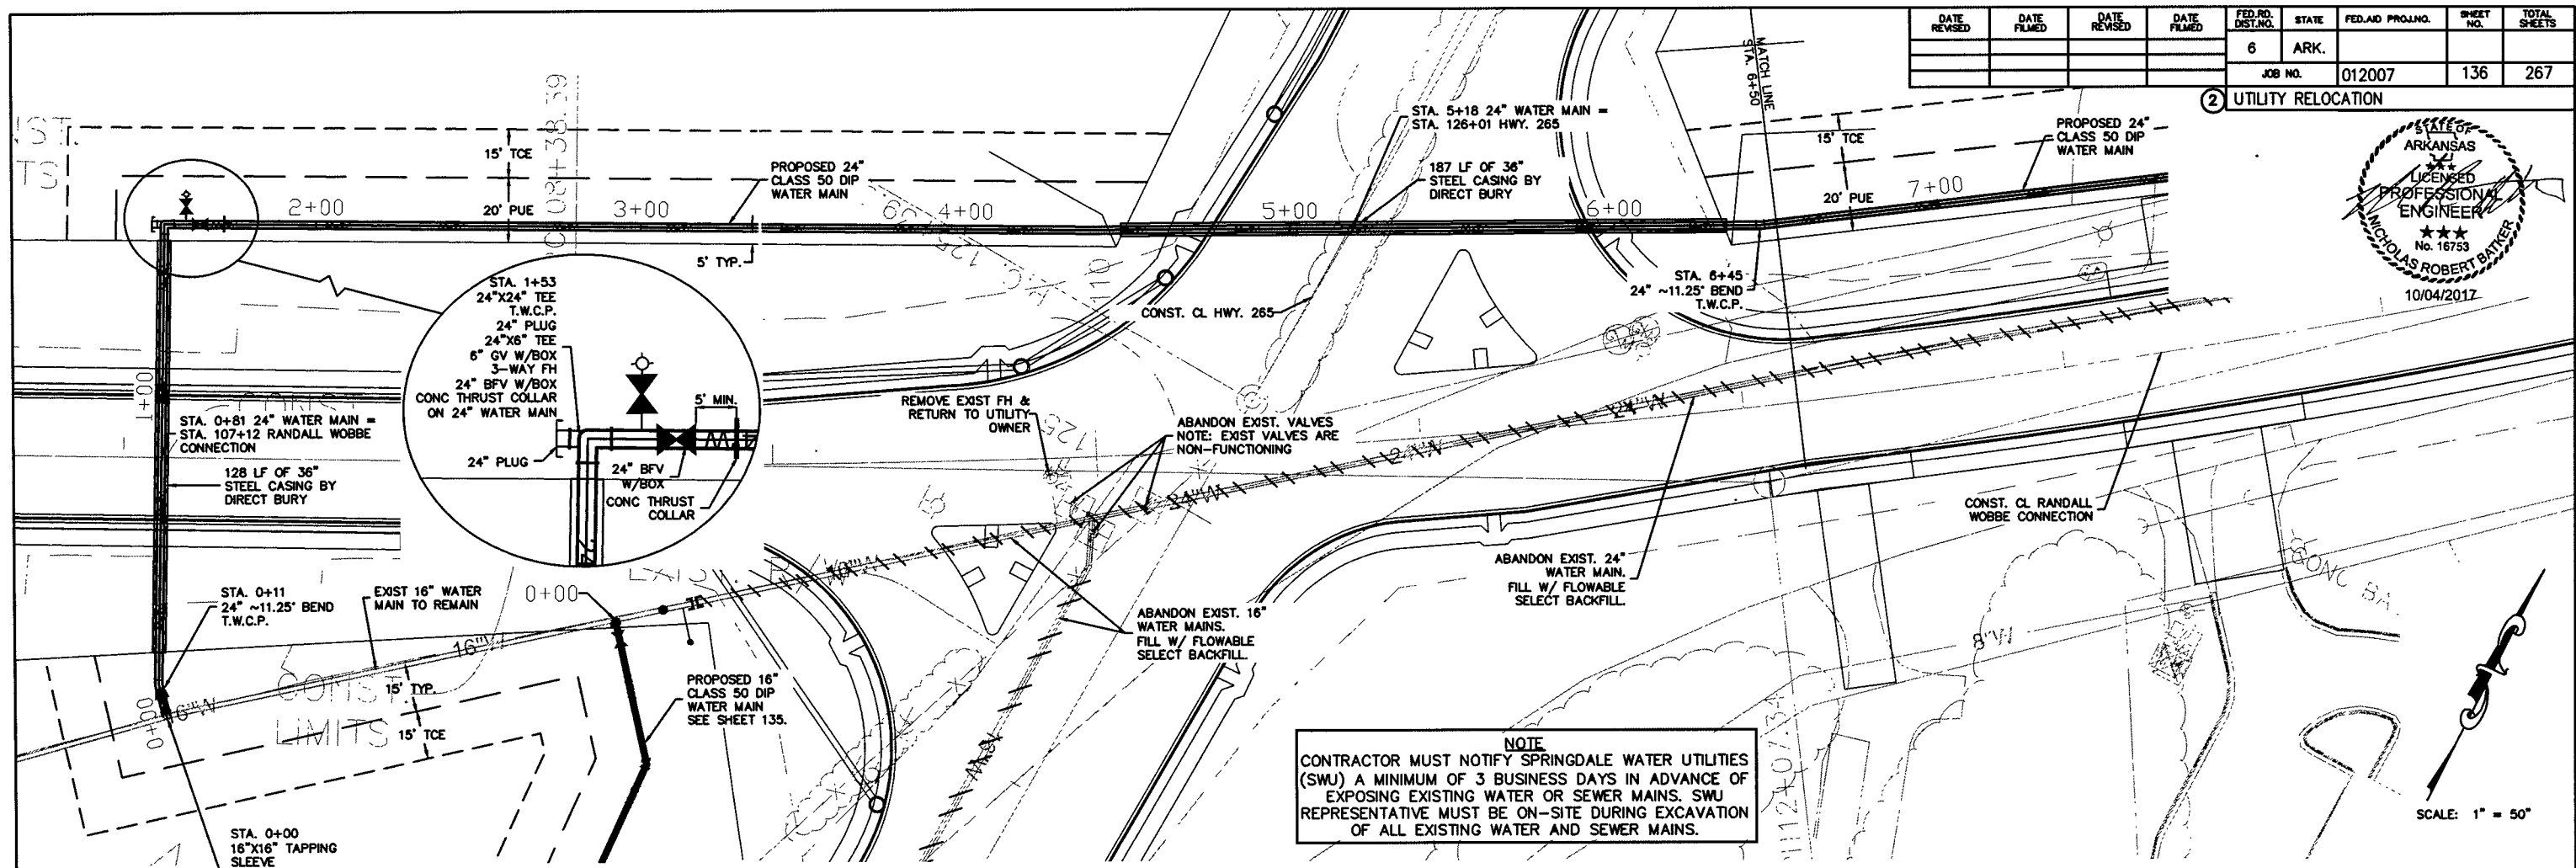 DATE REVISED
DATE FILMED
DATE REVISED
DATE FILMED
FED.RD. DIST.NO.
STATE
FED.AID PROJ.NO.
SHEET NO.
TOTAL SHEETS
6
ARK.
JOB NO.
012007
136
267
2 UTILITY RELOCATION
STATE OF
ARKANSAS
LICENSED
PROFESSIONAL
ENGINEER
No. 16753
NICHOLAS ROBERT BATKER
10/04/2017
MATCH LINE
STA. 6+50
15' TCE
20' PUE
2+00
3+00
4+00
5+00
6+00
7+00
PROPOSED 24"
CLASS 50 DIP
WATER MAIN
5' TYP.
STA. 5+18 24" WATER MAIN =
STA. 126+01 HWY. 265
187 LF OF 36"
STEEL CASING BY
DIRECT BURY
15' TCE
20' PUE
PROPOSED 24"
CLASS 50 DIP
WATER MAIN
STA. 6+45
24" ~11.25° BEND
T.W.C.P.
CONST. CL HWY. 265
STA. 1+53
24"X24" TEE
T.W.C.P.
24" PLUG
24"X6" TEE
6" GV W/BOX
3-WAY FH
24" BFV W/BOX
CONC THRUST COLLAR
ON 24" WATER MAIN
5' MIN.
24" PLUG
24" BFV
W/BOX
CONC THRUST
COLLAR
1+00
STA. 0+81 24" WATER MAIN =
STA. 107+12 RANDALL WOBBE
CONNECTION
128 LF OF 36"
STEEL CASING BY
DIRECT BURY
REMOVE EXIST FH &
RETURN TO UTILITY
OWNER
ABANDON EXIST. VALVES
NOTE: EXIST VALVES ARE
NON-FUNCTIONING
24"W
24"W
24"W
CONST. CL RANDALL
WOBBE CONNECTION
ABANDON EXIST. 24"
WATER MAIN.
FILL W/ FLOWABLE
SELECT BACKFILL.
STA. 0+11
24" ~11.25° BEND
T.W.C.P.
EXIST 16" WATER
MAIN TO REMAIN
0+00
16"W
ABANDON EXIST. 16"
WATER MAINS.
FILL W/ FLOWABLE
SELECT BACKFILL.
PROPOSED 16"
CLASS 50 DIP
WATER MAIN
SEE SHEET 135.
CONST.
LIMITS
15' TYP.
15' TCE
0+00
8"W
STA. 0+00
16"X16" TAPPING
SLEEVE
NOTE
CONTRACTOR MUST NOTIFY SPRINGDALE WATER UTILITIES
(SWU) A MINIMUM OF 3 BUSINESS DAYS IN ADVANCE OF
EXPOSING EXISTING WATER OR SEWER MAINS. SWU
REPRESENTATIVE MUST BE ON-SITE DURING EXCAVATION
OF ALL EXISTING WATER AND SEWER MAINS.
SCALE: 1" = 50"